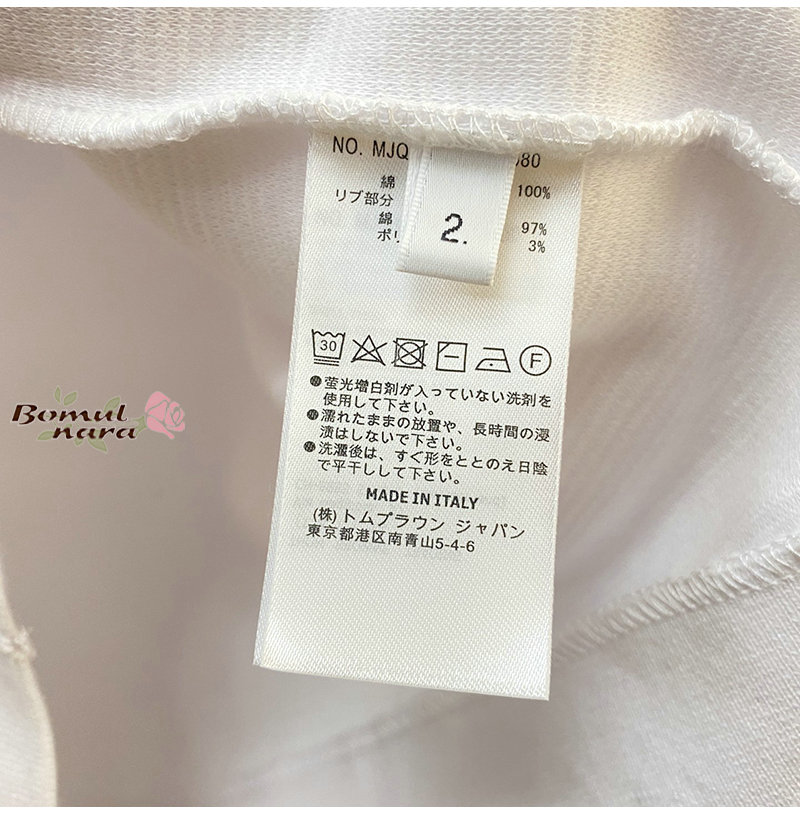 NO. MJQ 080
綿 100%
リブ部分
綿 97%
ポリ 3%
2.
30
F
蛍光増白剤が入っていない洗剤を
使用して下さい。
濡れたままの放置や、長時間の浸
漬はしないで下さい。
洗濯後は、すぐ形をととのえ日陰
で平干しして下さい。
MADE IN ITALY
(株)トムブラウン ジャパン
東京都港区南青山5-4-6
Bomul
nara